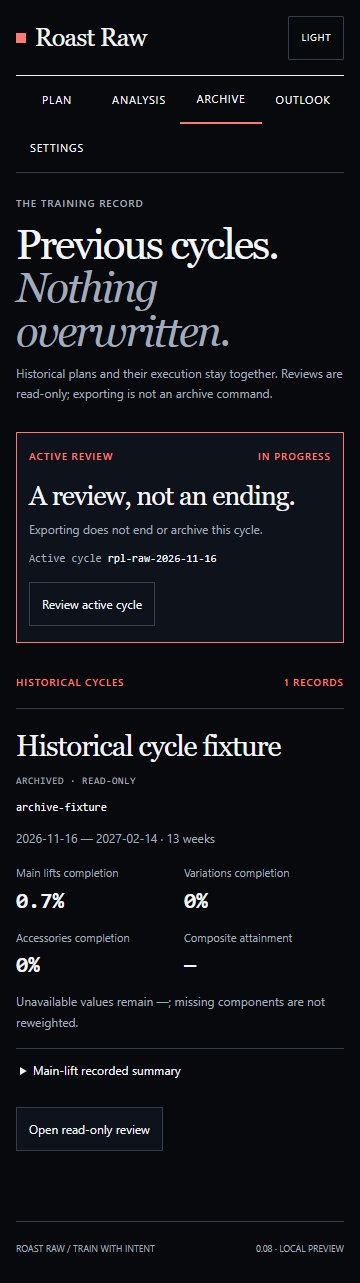 Roast Raw
LIGHT
PLAN
ANALYSIS
ARCHIVE
OUTLOOK
SETTINGS
THE TRAINING RECORD
Previous cycles.
Nothing
overwritten.
Historical plans and their execution stay together. Reviews are
read-only; exporting is not an archive command.
ACTIVE REVIEW
IN PROGRESS
A review, not an ending.
Exporting does not end or archive this cycle.
Active cycle rpl-raw-2026-11-16
Review active cycle
HISTORICAL CYCLES
1 RECORDS
Historical cycle fixture
ARCHIVED · READ-ONLY
archive-fixture
2026-11-16 — 2027-02-14 · 13 weeks
Main lifts completion
Variations completion
0.7%
0%
Accessories completion
Composite attainment
0%
—
Unavailable values remain —; missing components are not
reweighted.
Main-lift recorded summary
Open read-only review
ROAST RAW / TRAIN WITH INTENT
0.08 · LOCAL PREVIEW